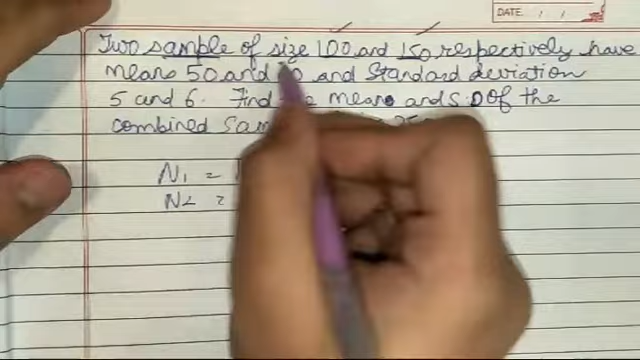 DATE
Two sample of size 100 and 150 respectively have
means 50 and and standard deviation
5 and 6. Find mean and S.D of the
combined
N1 =
N2 =